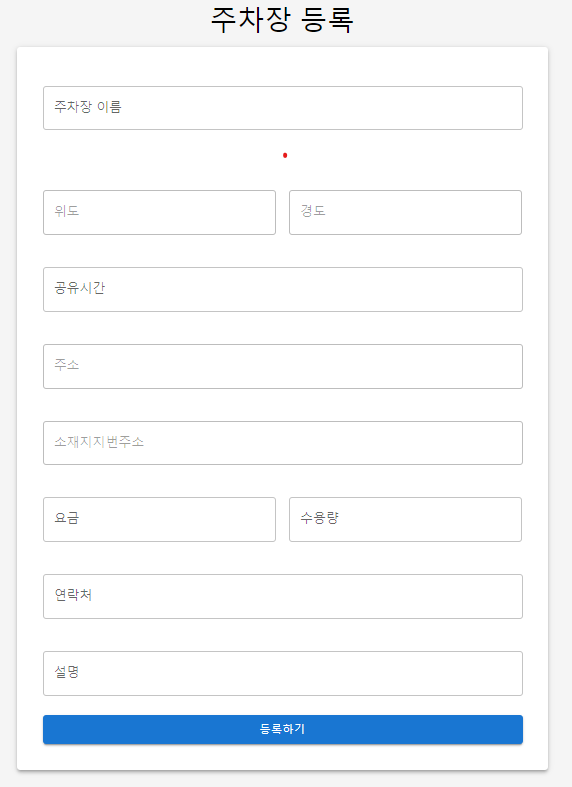 주차장 등록
주차장 이름
위도 경도
공유시간
주소
소재지지번주소
요금 수용량
연락처
설명
등록하기